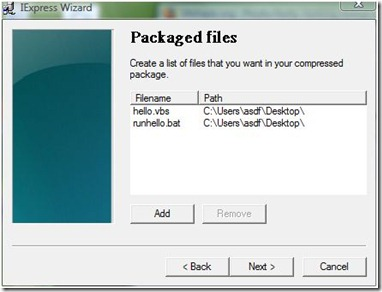 IExpress Wizard
Packaged files
Create a list of files that you want in your compressed
package.
Filename Path
hello.vbs C:\Users\asdf\Desktop\
runhello.bat C:\Users\asdf\Desktop\
Add Remove
< Back Next > Cancel